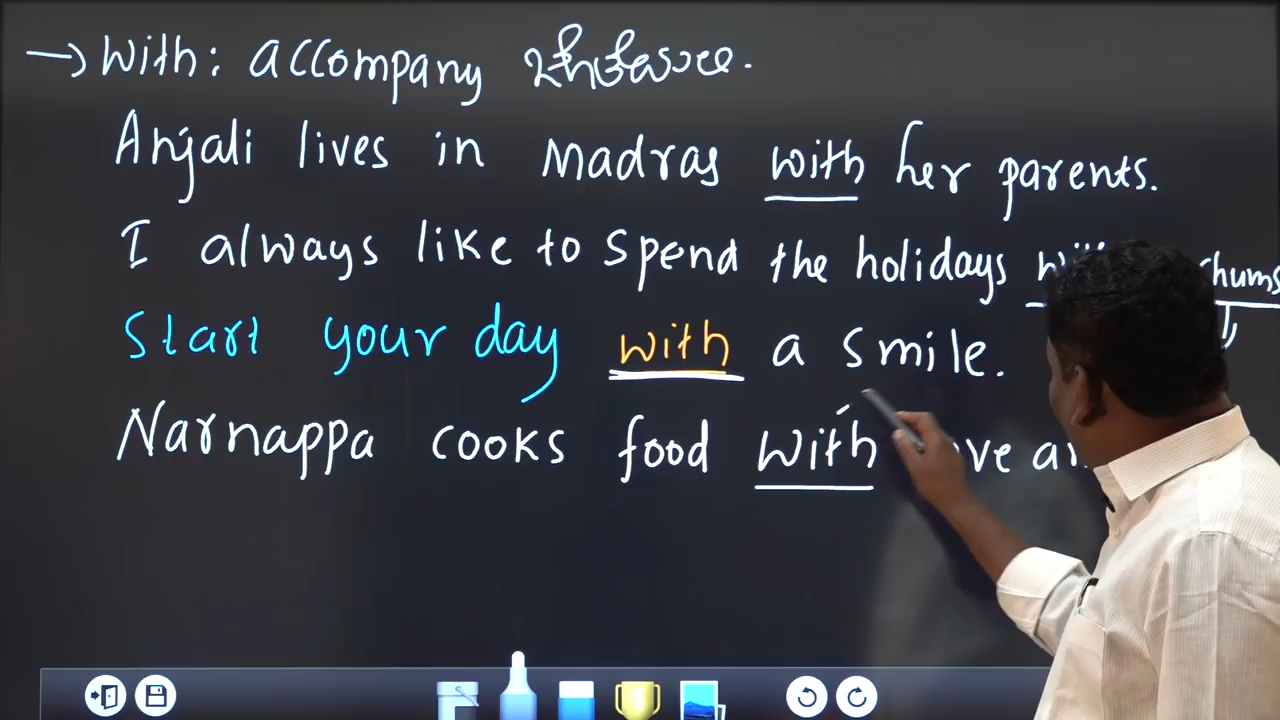 → With: accompany
Anjali lives in Madras with her parents.
I always like to spend the holidays chums
Start your day with a smile.
Narnappa cooks food with